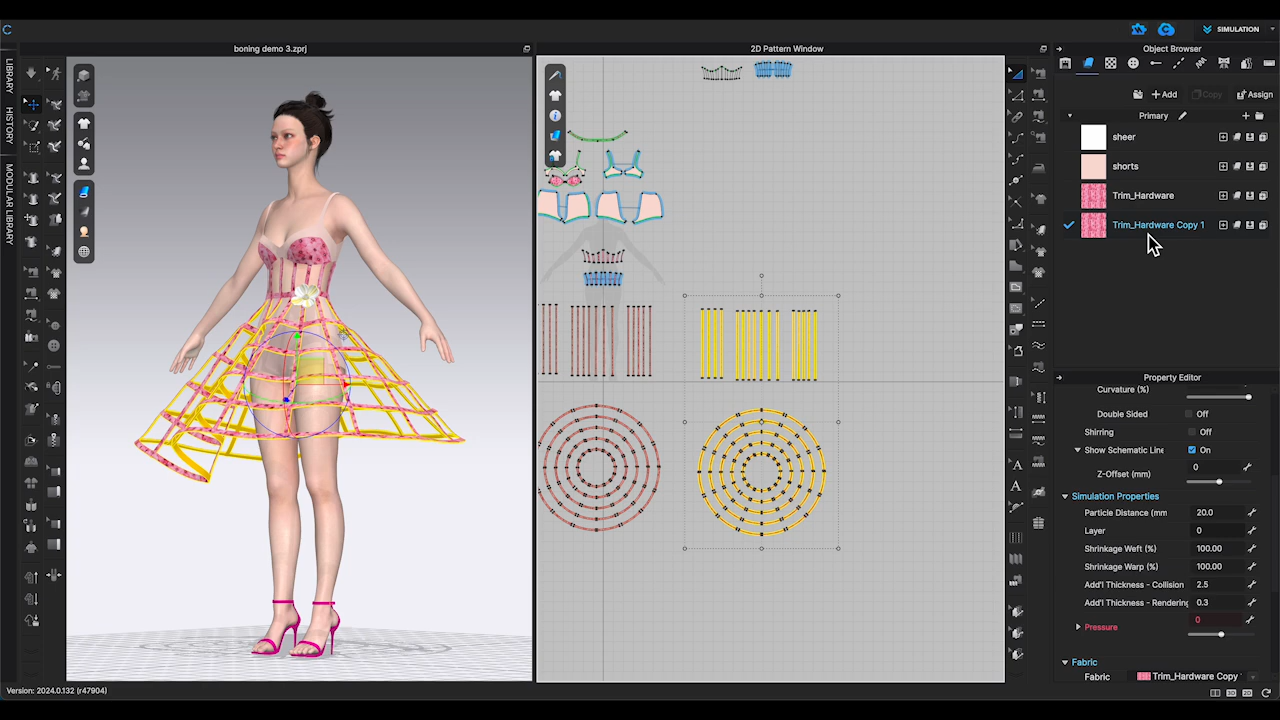 SIMULATION
boning demo 3.zprj
2D Pattern Window
Object Browser
LIBRARY
HISTORY
MODULAR LIBRARY
Add
Copy
Assign
Primary
sheer
shorts
Trim_Hardware
Trim_Hardware Copy 1
Property Editor
Curvature (%)
Double Sided Off
Shirring Off
Show Schematic Line On
Z-Offset (mm) 0
Simulation Properties
Particle Distance (mm 20.0
Layer 0
Shrinkage Weft (%) 100.00
Shrinkage Warp (%) 100.00
Add'l Thickness - Collision 2.5
Add'l Thickness - Rendering 0.3
Pressure 0
Fabric
Fabric Trim_Hardware Copy
Version: 2024.0.132 (r47904)
3D
2D